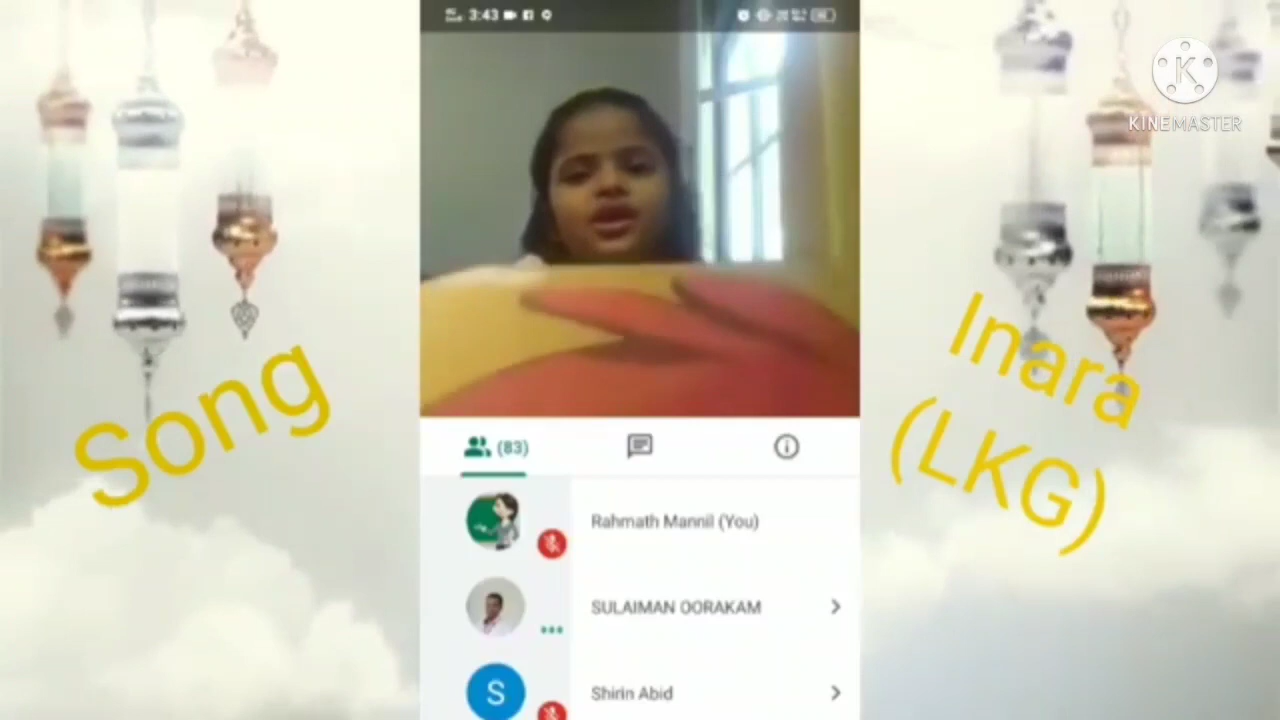 3:43
KINEMASTER
Song
Inara
(LKG)
(83)
Rahmath Mannil (You)
SULAIMAN OORAKAM
S
Shirin Abid